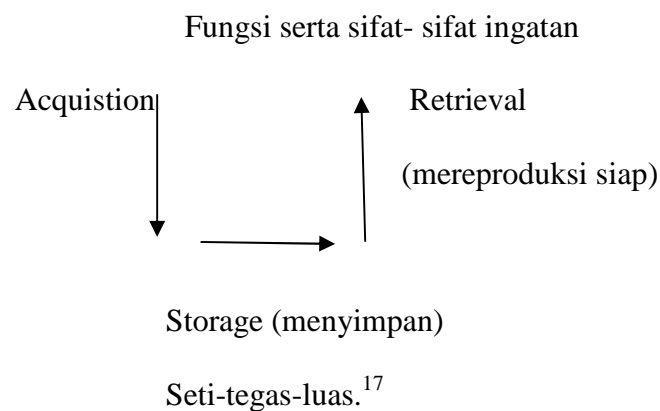 Fungsi serta sifat- sifat ingatan
Acquistion
Retrieval
(mereproduksi siap)
Storage (menyimpan)
Seti-tegas-luas.17